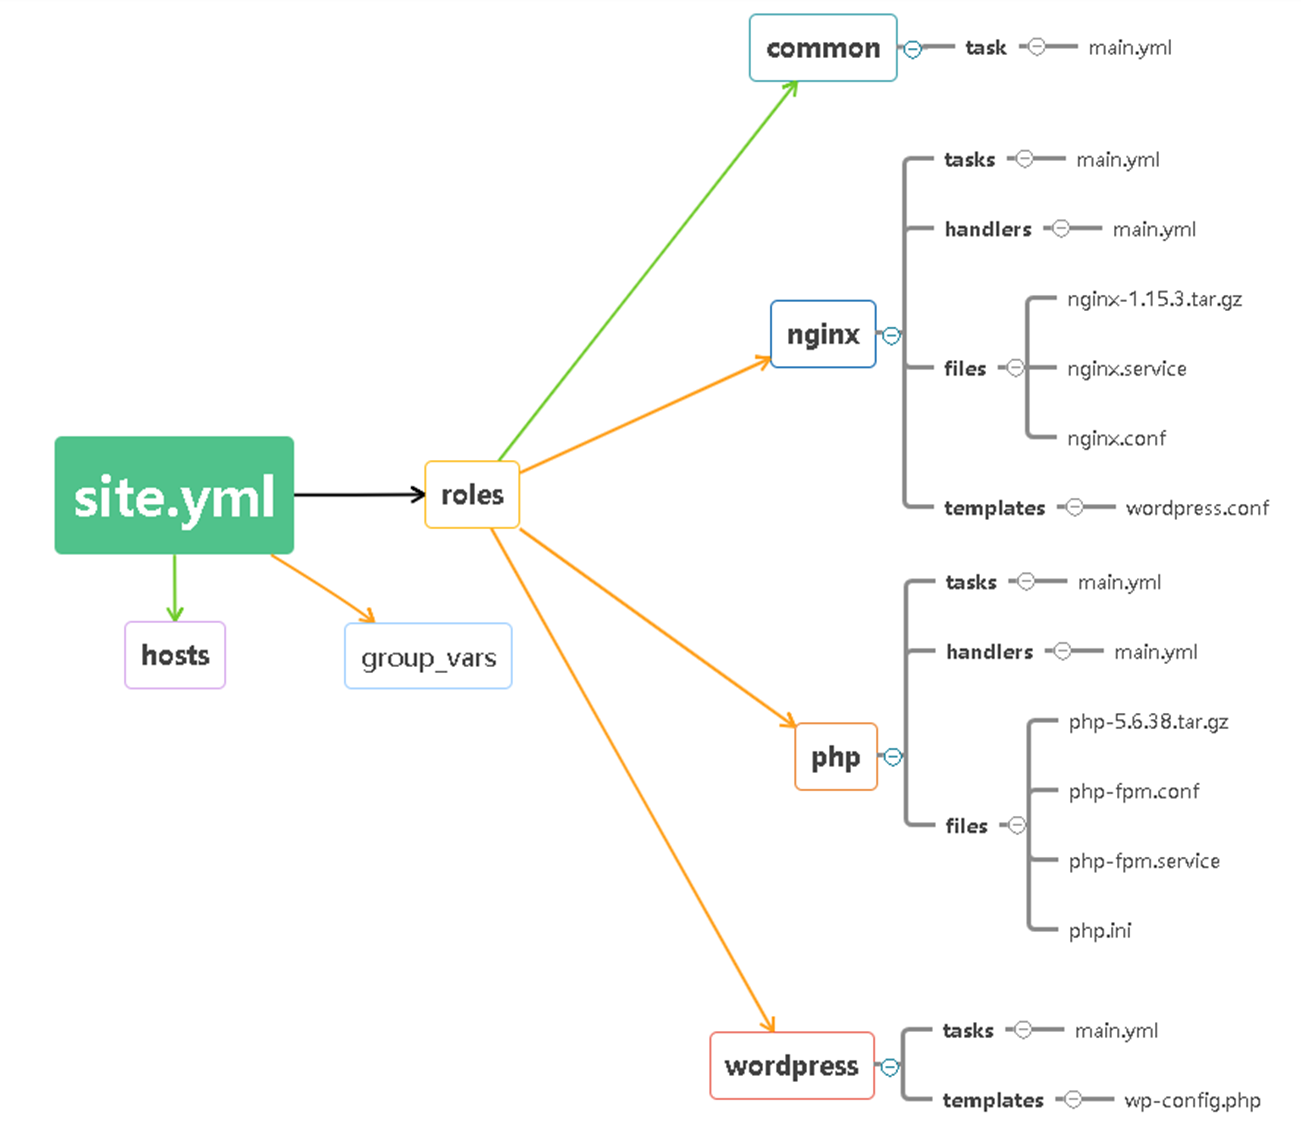 common
task
main.yml
tasks
main.yml
handlers
main.yml
nginx
files
nginx-1.15.3.tar.gz
nginx.service
nginx.conf
templates
wordpress.conf
site.yml
roles
hosts
group_vars
tasks
main.yml
handlers
main.yml
php
files
php-5.6.38.tar.gz
php-fpm.conf
php-fpm.service
php.ini
wordpress
tasks
main.yml
templates
wp-config.php